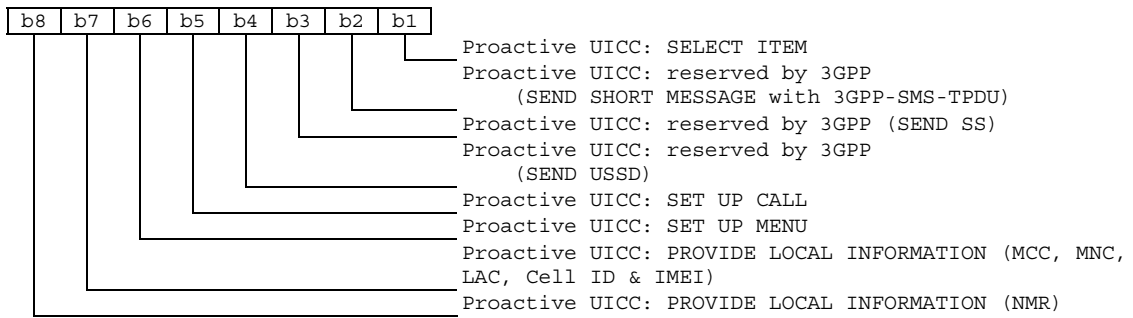 b8 b7 b6 b5 b4 b3 b2 b1
Proactive UICC: SELECT ITEM
Proactive UICC: reserved by 3GPP
(SEND SHORT MESSAGE with 3GPP-SMS-TPDU)
Proactive UICC: reserved by 3GPP (SEND SS)
Proactive UICC: reserved by 3GPP
(SEND USSD)
Proactive UICC: SET UP CALL
Proactive UICC: SET UP MENU
Proactive UICC: PROVIDE LOCAL INFORMATION (MCC, MNC,
LAC, Cell ID & IMEI)
Proactive UICC: PROVIDE LOCAL INFORMATION (NMR)